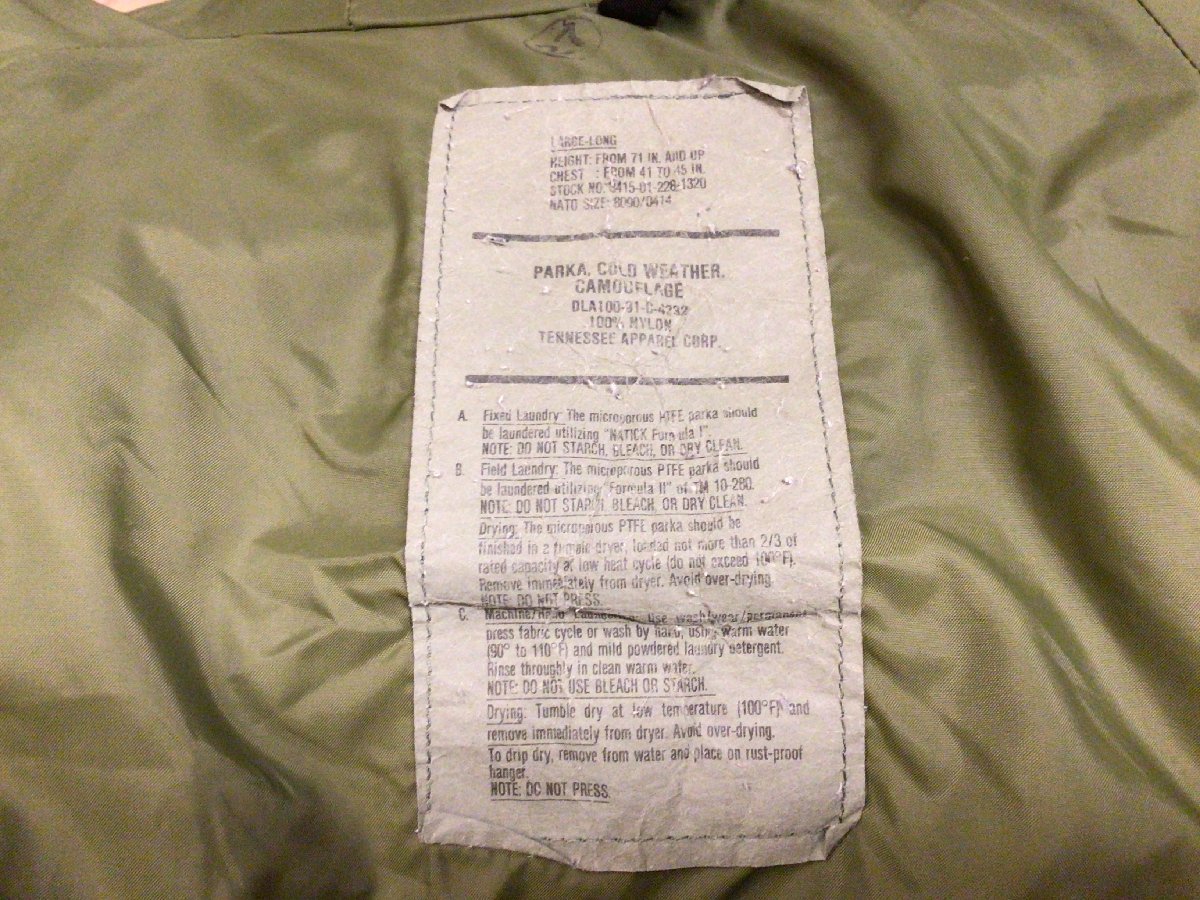 LARGE-LONG
HEIGHT: FROM 71 IN. AND UP
CHEST : FROM 41 TO 45 IN.
STOCK NO. 8415-01-228-1320
NATO SIZE: 8090/0414
PARKA, COLD WEATHER,
CAMOUFLAGE
DLA100-91-C-4232
100% NYLON
TENNESSEE APPAREL CORP.
A. Fixed Laundry: The microporous PTFE parka should
be laundered utilizing "NATICK Formula I".
NOTE: DO NOT STARCH, BLEACH, OR DRY CLEAN.
B. Field Laundry: The microporous PTFE parka should
be laundered utilizing "Formula II" of TM 10-280.
NOTE: DO NOT STARCH, BLEACH, OR DRY CLEAN.
Drying: The microporous PTFE parka should be
finished in a tumble dryer, loaded not more than 2/3 of
rated capacity at low heat cycle (do not exceed 100°F).
Remove immediately from dryer. Avoid over-drying.
NOTE: DO NOT PRESS.
C. Machine/Hand Laundering: Use wash/wear/permanent
press fabric cycle or wash by hand, using warm water
(90° to 110°F) and mild powdered laundry detergent.
Rinse throughly in clean warm water.
NOTE: DO NOT USE BLEACH OR STARCH.
Drying: Tumble dry at low temperature (100°F) and
remove immediately from dryer. Avoid over-drying.
To drip dry, remove from water and place on rust-proof
hanger.
NOTE: DO NOT PRESS.